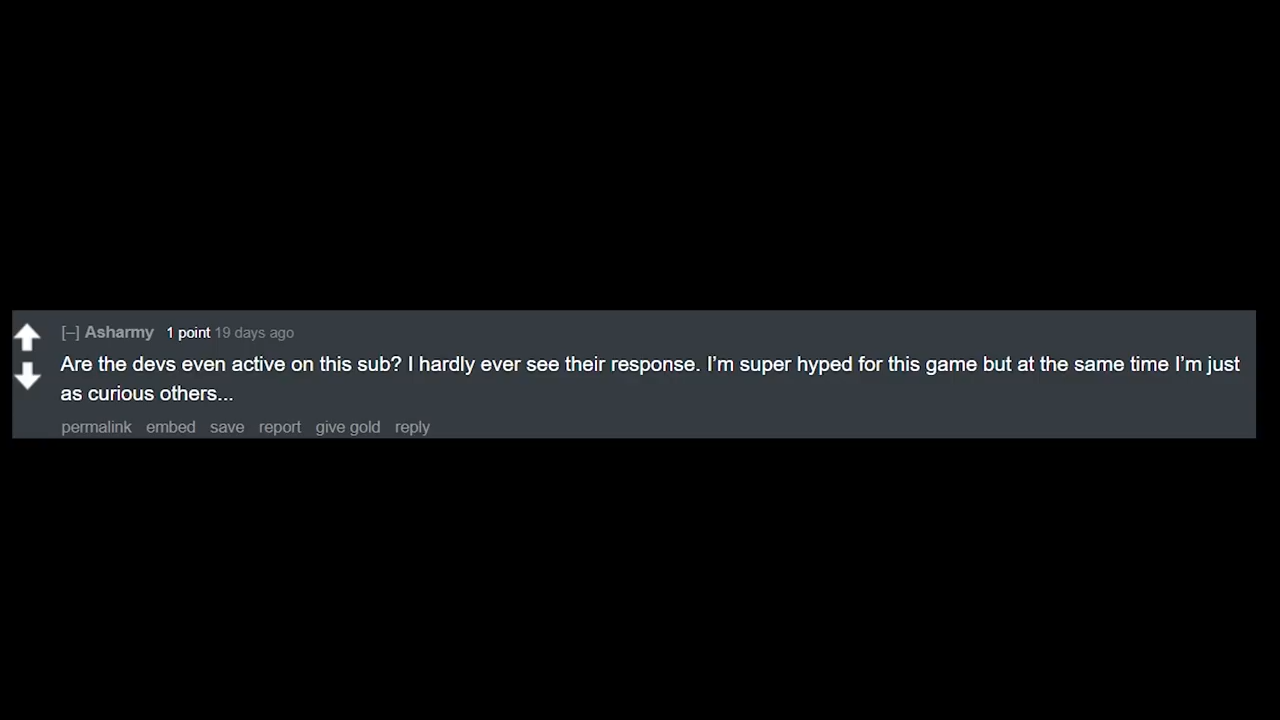 [–] Asharmy 1 point 19 days ago
Are the devs even active on this sub? I hardly ever see their response. I’m super hyped for this game but at the same time I’m just
as curious others...
permalink embed save report give gold reply